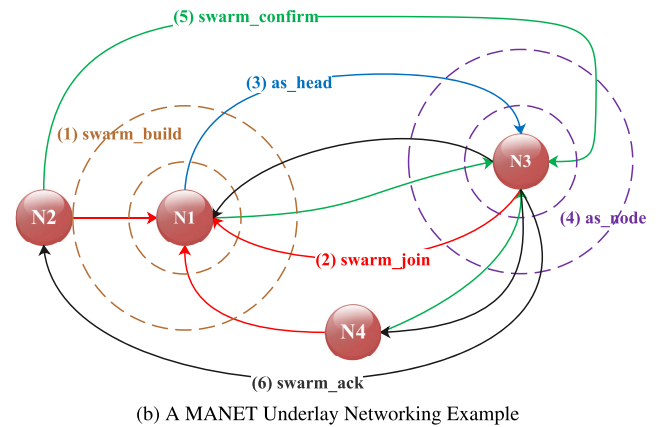 (5) swarm_confirm
(3) as_head
(1) swarm_build
N3
N2
N1
(4) as_node
(2) swarm_join
N4
(6) swarm_ack
(b) A MANET Underlay Networking Example